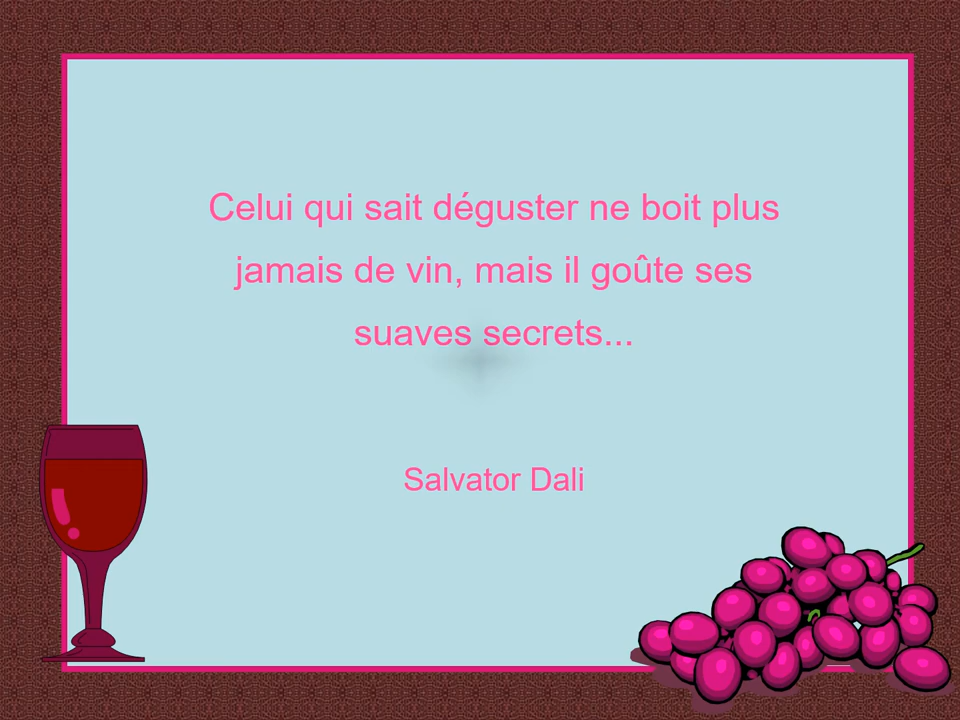 Celui qui sait déguster ne boit plus
jamais de vin, mais il goûte ses
suaves secrets...
Salvator Dali